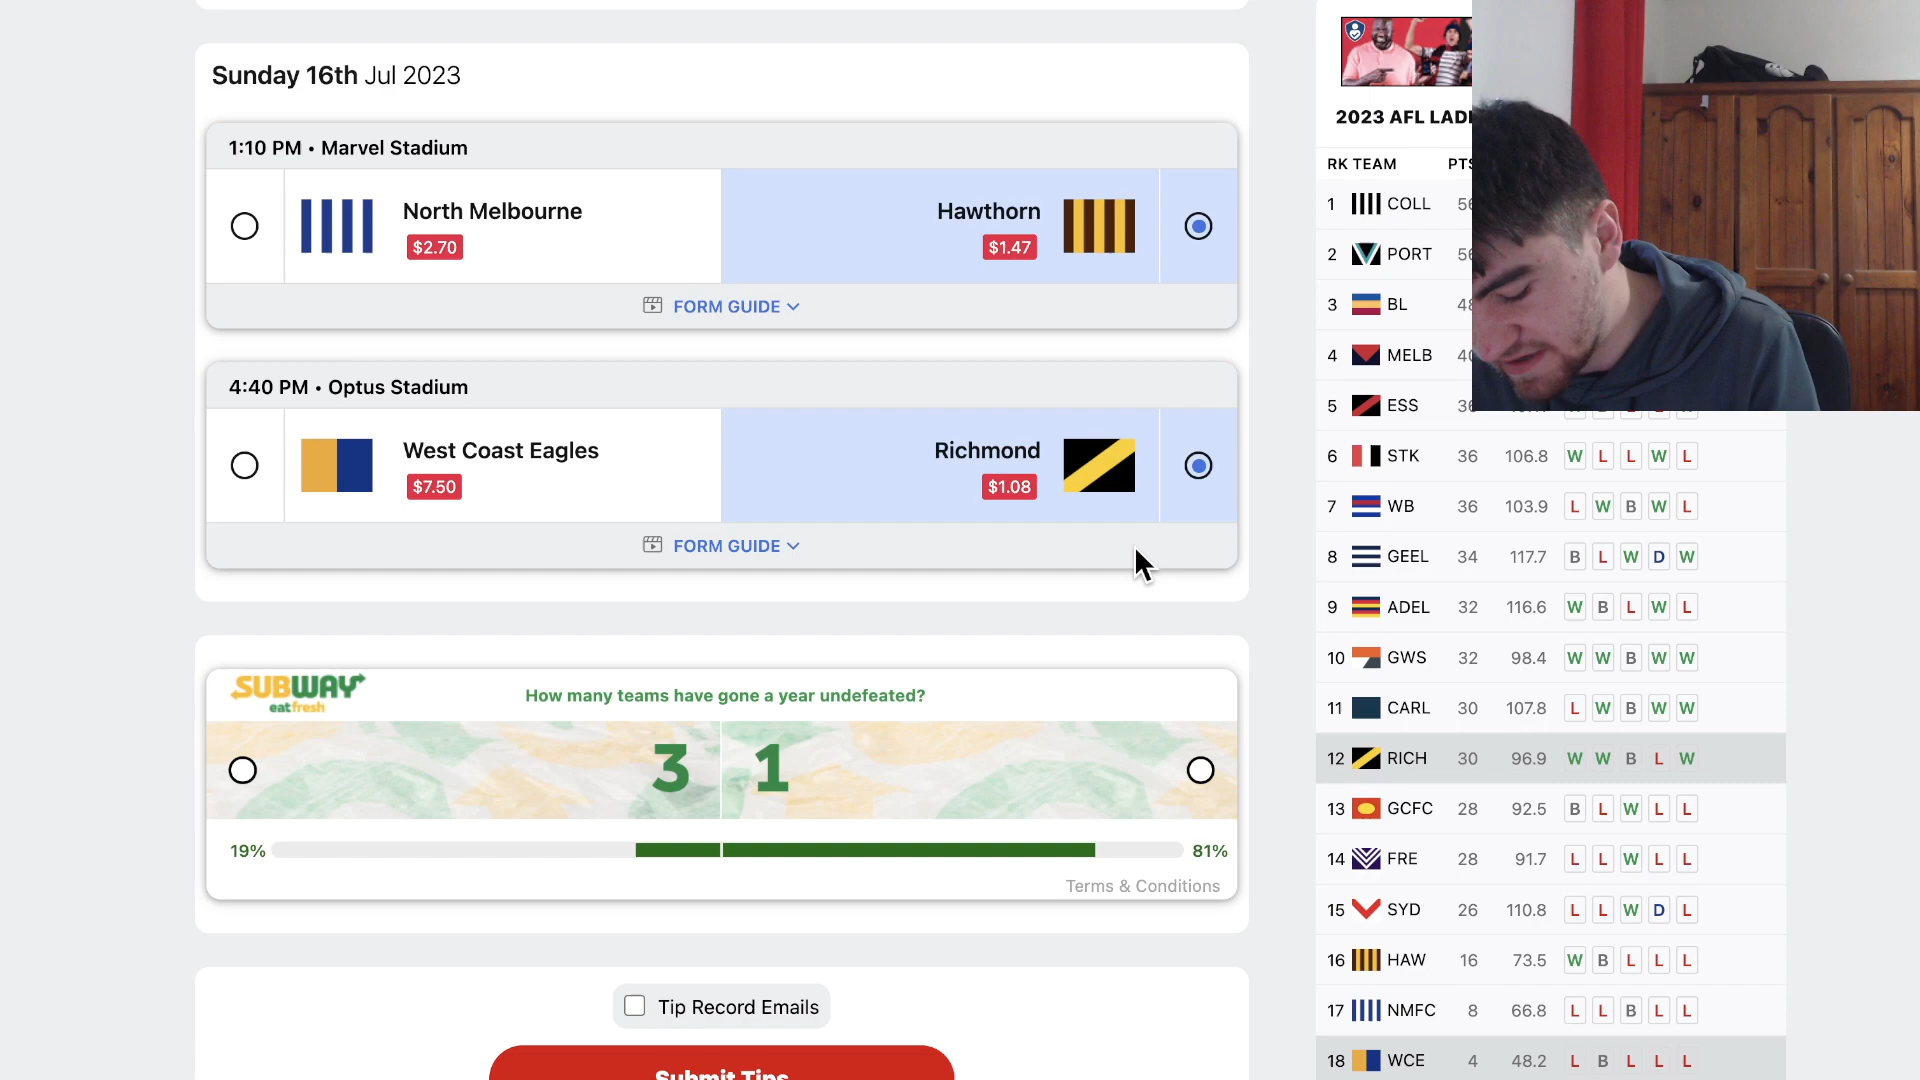 Sunday 16th Jul 2023
1:10 PM • Marvel Stadium
North Melbourne
$2.70
Hawthorn
$1.47
FORM GUIDE
4:40 PM • Optus Stadium
West Coast Eagles
$7.50
Richmond
$1.08
FORM GUIDE
SUBWAY
eat fresh
How many teams have gone a year undefeated?
3 1
19% 81%
Terms & Conditions
Tip Record Emails
Submit Tips
2023 AFL
RK TEAM PTS
1 COLL
2 PORT
3 BL
4 MELB
5 ESS
6 STK 36 106.8 W L L W L
7 WB 36 103.9 L W B W L
8 GEEL 34 117.7 B L W D W
9 ADEL 32 116.6 W B L W L
10 GWS 32 98.4 W W B W W
11 CARL 30 107.8 L W B W W
12 RICH 30 96.9 W W B L W
13 GCFC 28 92.5 B L W L L
14 FRE 28 91.7 L L W L L
15 SYD 26 110.8 L L W D L
16 HAW 16 73.5 W B L L L
17 NMFC 8 66.8 L L B L L
18 WCE 4 48.2 L B L L L